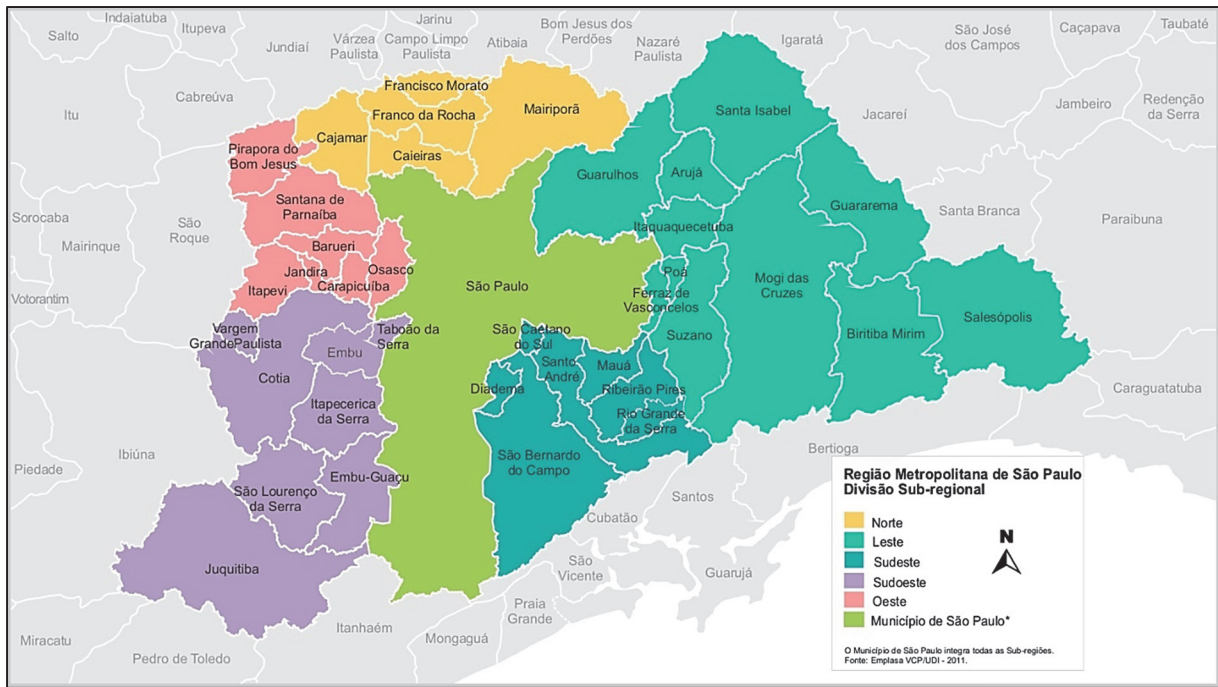 Indaiatuba
Itupeva
Salto
Jundiaí
Várzea
Paulista
Jarinu
Campo Limpo
Paulista
Atibaia
Bom Jesus dos
Perdões
Nazaré
Paulista
Igaratá
São José
dos Campos
Caçapava
Taubaté
Itu
Cabreúva
Francisco Morato
Franco da Rocha
Mairiporã
Cajamar
Caieiras
Santa Isabel
Jacareí
Jambeiro
Redenção
da Serra
Pirapora do
Bom Jesus
Guarulhos
Arujá
Santana de
Parnaíba
Itaquaquecetuba
Guararema
Santa Branca
Paraibuna
Sorocaba
Mairinque
São
Roque
Barueri
Jandira
Osasco
Itapevi
Carapicuíba
São Paulo
Poá
Ferraz de
Vasconcelos
Mogi das
Cruzes
Votorantim
Vargem
GrandePaulista
Taboão da
Serra
Embu
Cotia
São Caetano
do Sul
Santo
André
Mauá
Suzano
Biritiba Mirim
Salesópolis
Diadema
Ribeirão Pires
Itapecerica
da Serra
Rio Grande
da Serra
Caraguatatuba
Piedade
Ibiúna
São Bernardo
do Campo
Bertioga
Embu-Guaçu
São Lourenço
da Serra
Santos
Cubatão
Juquitiba
São
Vicente
Guarujá
Praia
Grande
Itanhaém
Mongaguá
Miracatu
Pedro de Toledo
Região Metropolitana de São Paulo
Divisão Sub-regional
Norte
Leste
Sudeste
Sudoeste
Oeste
Município de São Paulo*
N
O Município de São Paulo integra todas as Sub-regiões.
Fonte: Emplasa VCP/UDI - 2011.